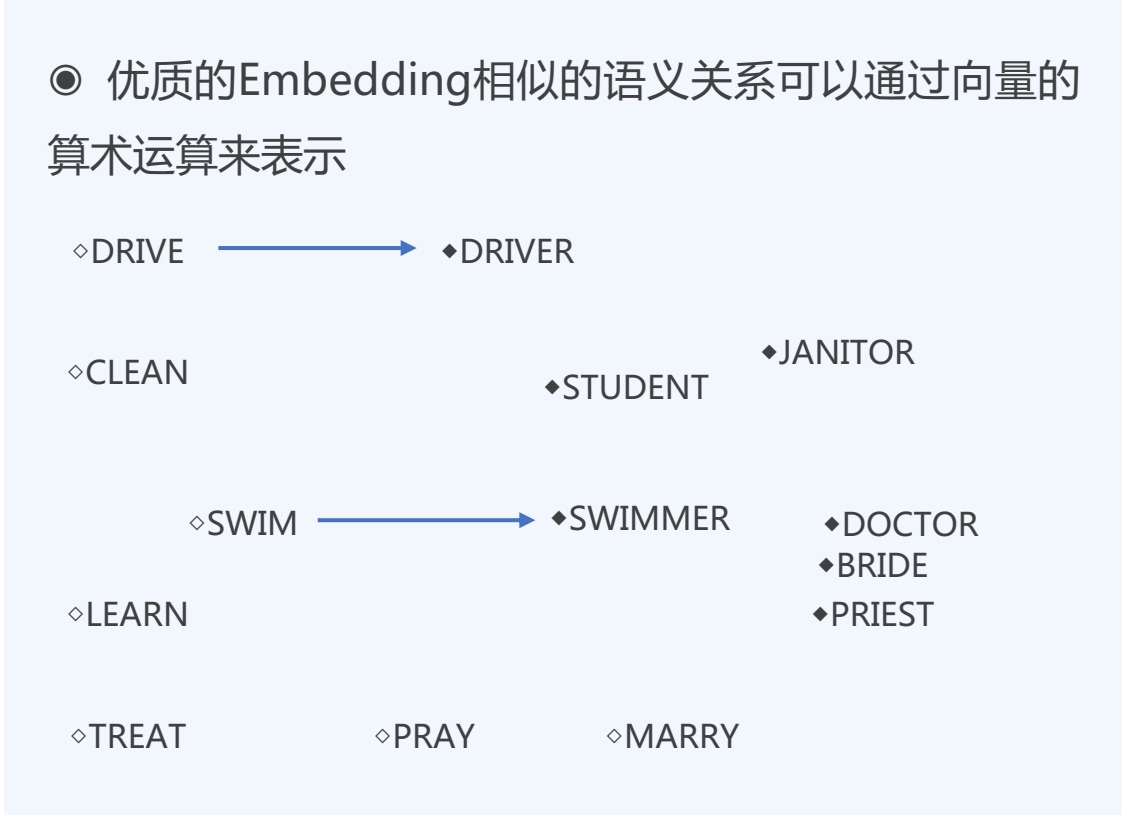 ◉ 优质的Embedding相似的语义关系可以通过向量的
算术运算来表示
◇DRIVE ◆DRIVER
◆JANITOR
◇CLEAN
◆STUDENT
◇SWIM ◆SWIMMER ◆DOCTOR
◆BRIDE
◇LEARN ◆PRIEST
◇TREAT ◇PRAY ◇MARRY